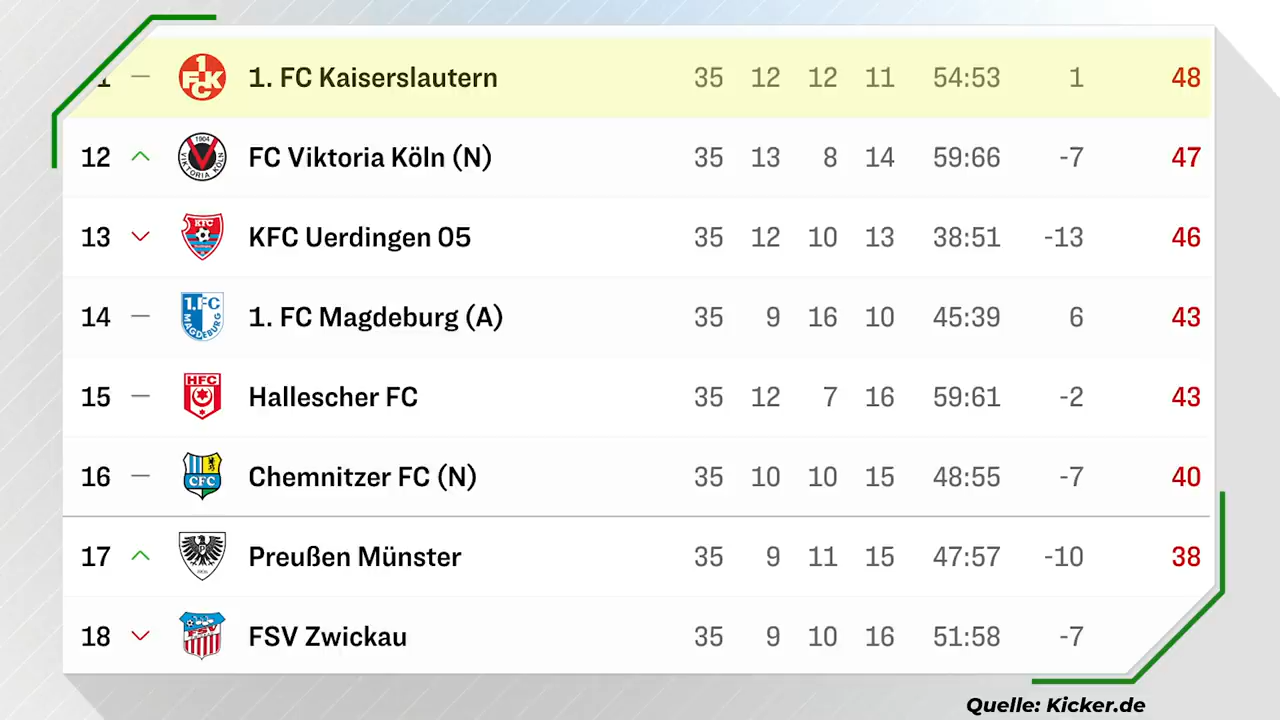 1 — 1. FC Kaiserslautern 35 12 12 11 54:53 1 48
12 FC Viktoria Köln (N) 35 13 8 14 59:66 -7 47
13 KFC Uerdingen 05 35 12 10 13 38:51 -13 46
14 — 1. FC Magdeburg (A) 35 9 16 10 45:39 6 43
15 — Hallescher FC 35 12 7 16 59:61 -2 43
16 — Chemnitzer FC (N) 35 10 10 15 48:55 -7 40
17 Preußen Münster 35 9 11 15 47:57 -10 38
18 FSV Zwickau 35 9 10 16 51:58 -7
Quelle: Kicker.de